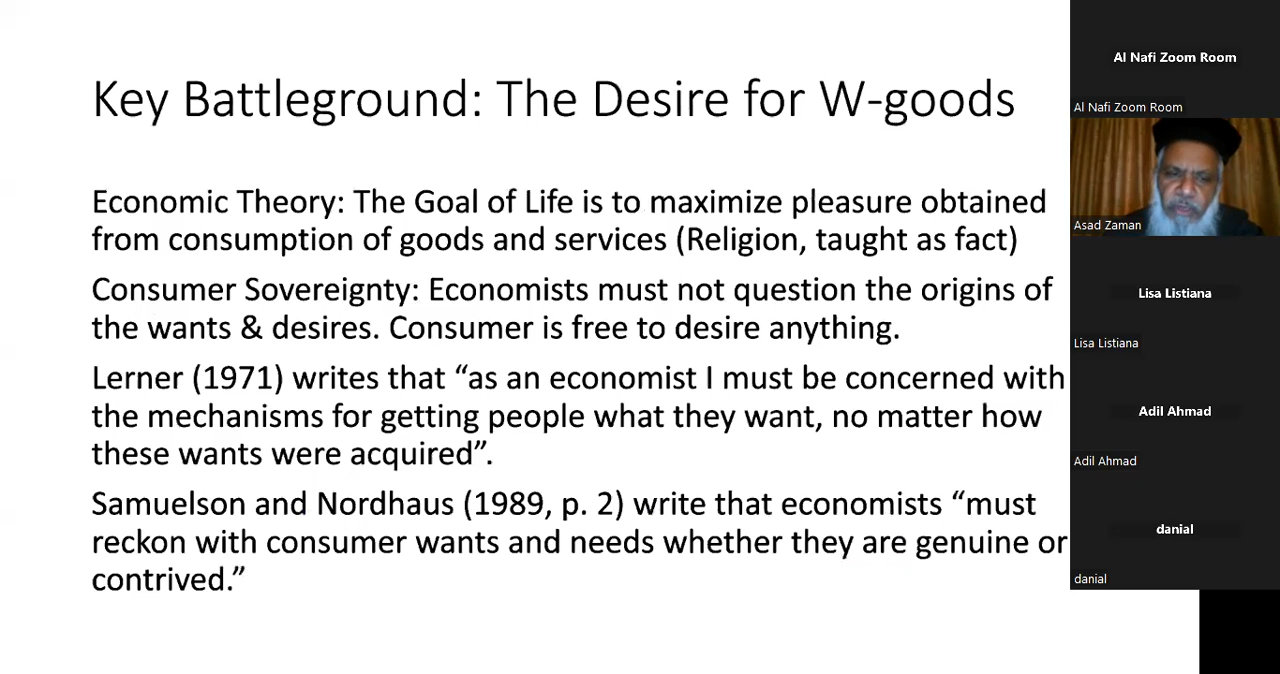 Key Battleground: The Desire for W-goods
Economic Theory: The Goal of Life is to maximize pleasure obtained
from consumption of goods and services (Religion, taught as fact)
Consumer Sovereignty: Economists must not question the origins of
the wants & desires. Consumer is free to desire anything.
Lerner (1971) writes that “as an economist I must be concerned with
the mechanisms for getting people what they want, no matter how
these wants were acquired”.
Samuelson and Nordhaus (1989, p. 2) write that economists “must
reckon with consumer wants and needs whether they are genuine or
contrived.”
Al Nafi Zoom Room
Al Nafi Zoom Room
Asad Zaman
Lisa Listiana
Lisa Listiana
Adil Ahmad
Adil Ahmad
danial
danial